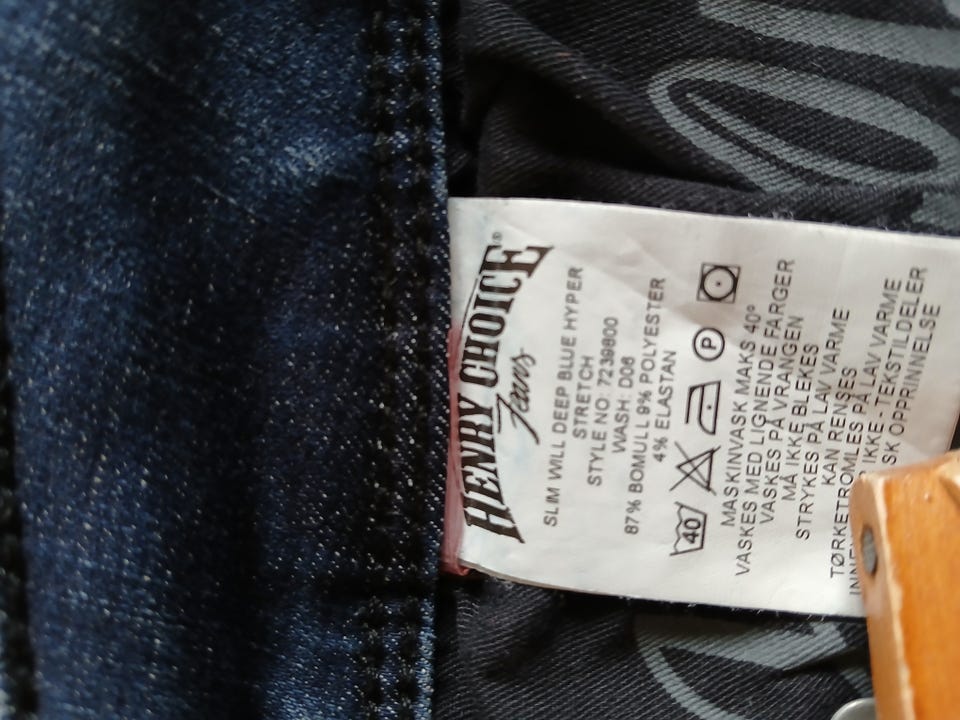 HENRY CHOICE®
Jeans
SLIM WILL DEEP BLUE HYPER
STRETCH
STYLE NO: 7239800
WASH: D06
87% BOMULL 9% POLYESTER
4% ELASTAN
40 P
MASKINVASK MAKS 40°
VASKES MED LIGNENDE FARGER
VASKES PÅ VRANGEN
MÅ IKKE BLEKES
STRYKES PÅ LAV VARME
KAN RENSES
TØRKETROMLES PÅ LAV VARME
IKKE - TEKSTILDELER
SK OPPRINNELSE